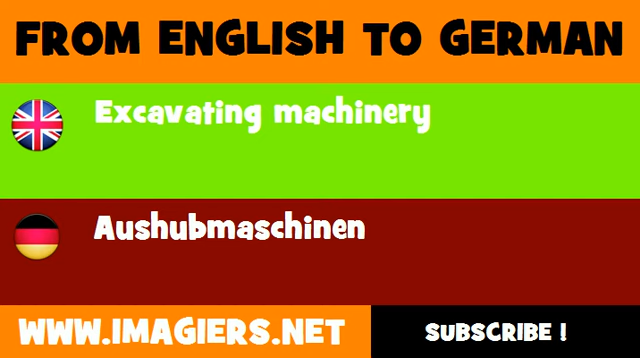 FROM ENGLISH TO GERMAN
Excavating machinery
Aushubmaschinen
WWW.IMAGIERS.NET
SUBSCRIBE !